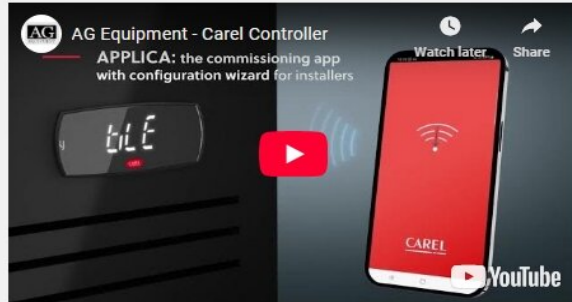 AG
AG Equipment - Carel Controller
Watch later
Share
APPLICA: the commissioning app
with configuration wizard for installers
bLE
CAREL
YouTube